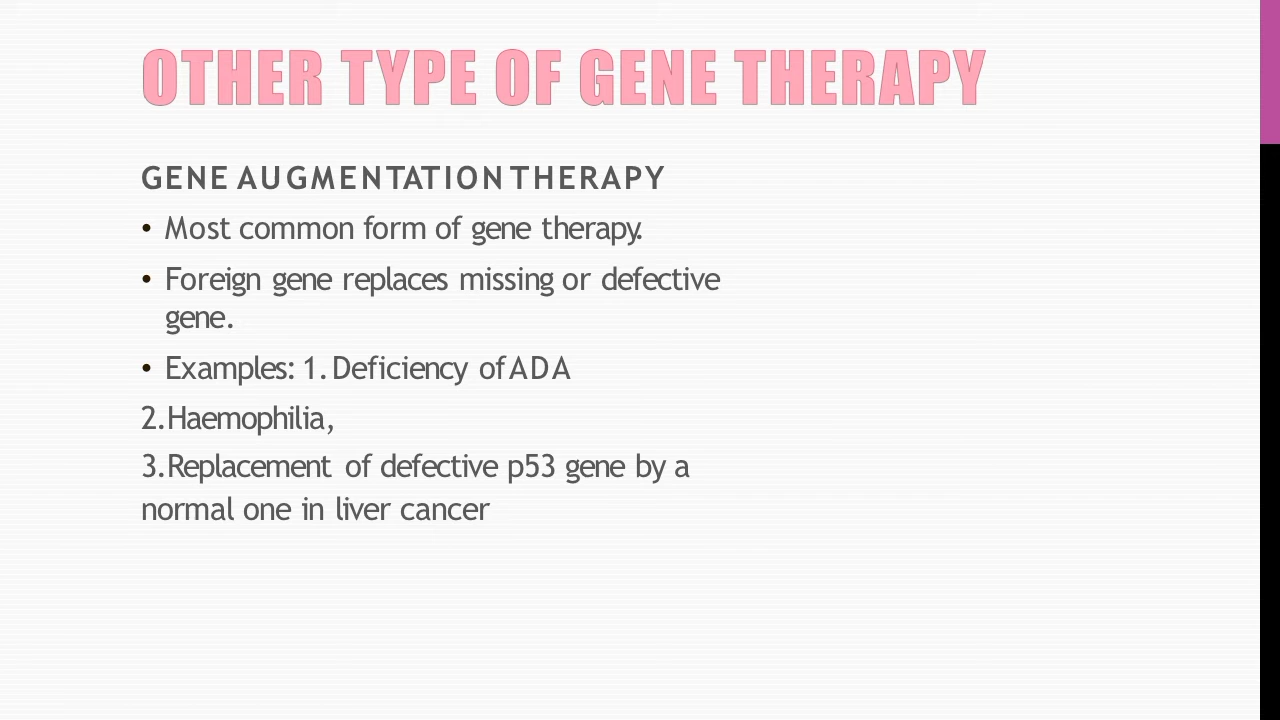 OTHER TYPE OF GENE THERAPY
GENE AUGMENTATION THERAPY
• Most common form of gene therapy.
• Foreign gene replaces missing or defective
gene.
• Examples: 1. Deficiency of ADA
2.Haemophilia,
3.Replacement of defective p53 gene by a
normal one in liver cancer